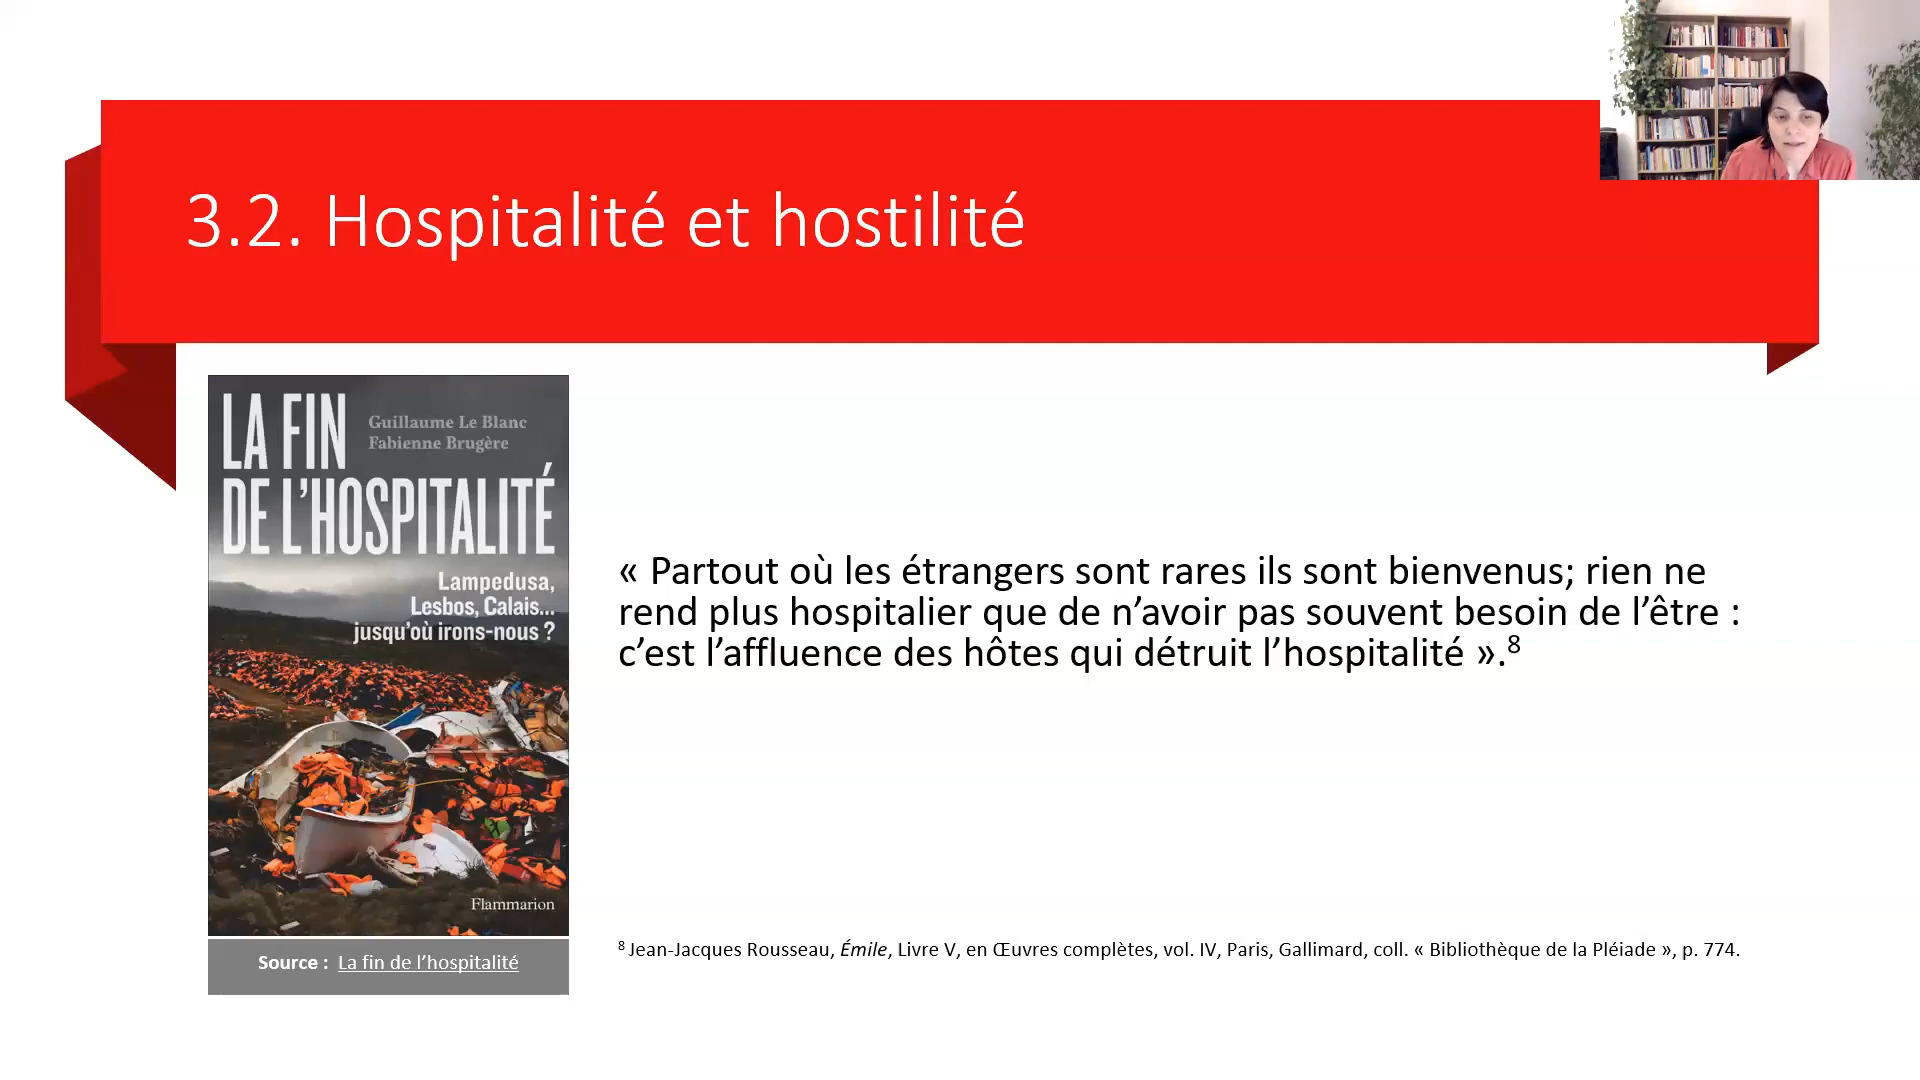 3.2. Hospitalité et hostilité
LA FIN
DE L’HOSPITALITÉ
Guillaume Le Blanc
Fabienne Brugère
Lampedusa,
Lesbos, Calais...
jusqu’où irons-nous ?
Flammarion
Source : La fin de l’hospitalité
« Partout où les étrangers sont rares ils sont bienvenus; rien ne
rend plus hospitalier que de n’avoir pas souvent besoin de l’être :
c’est l’affluence des hôtes qui détruit l’hospitalité ».⁸
⁸ Jean-Jacques Rousseau, Émile, Livre V, en Œuvres complètes, vol. IV, Paris, Gallimard, coll. « Bibliothèque de la Pléiade », p. 774.